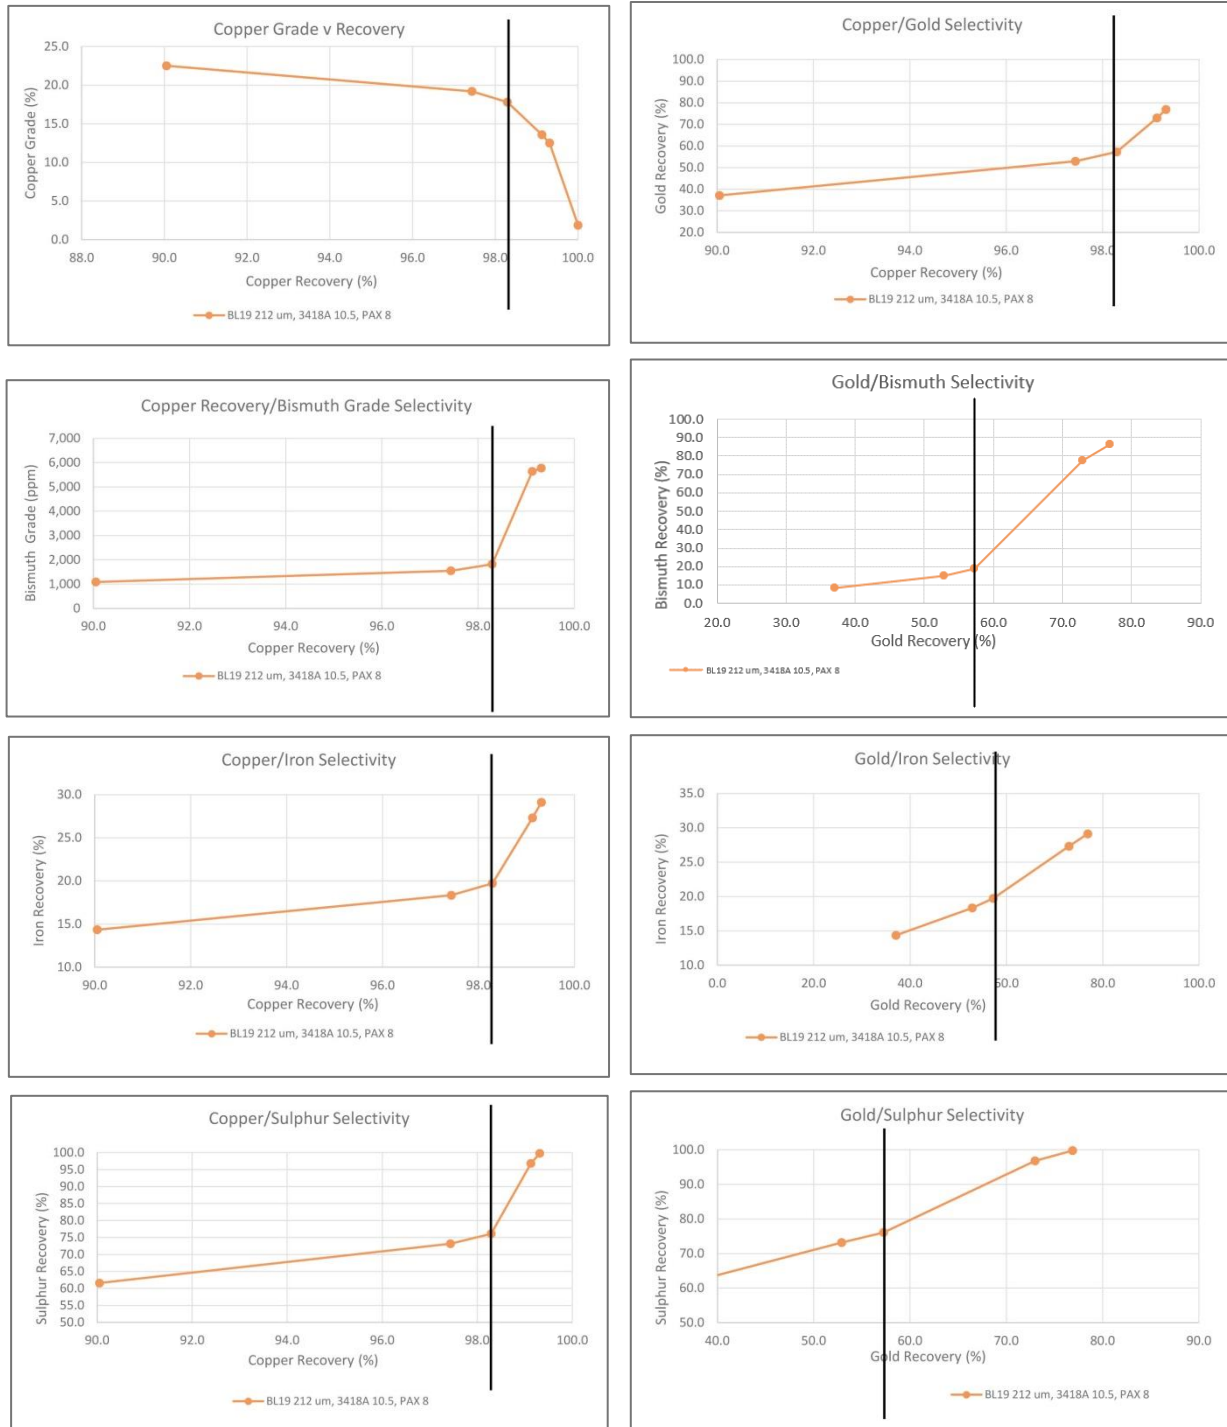 Copper Grade v Recovery
25.0
20.0
15.0
10.0
5.0
0.0
Copper Grade (%)
88.0 90.0 92.0 94.0 96.0 98.0 100.0
Copper Recovery (%)
BL19 212 um, 3418A 10.5, PAX 8
Copper/Gold Selectivity
100.0
90.0
80.0
70.0
60.0
50.0
40.0
30.0
20.0
Gold Recovery (%)
90.0 92.0 94.0 96.0 98.0 100.0
Copper Recovery (%)
BL19 212 um, 3418A 10.5, PAX 8
Copper Recovery/Bismuth Grade Selectivity
7,000
6,000
5,000
4,000
3,000
2,000
1,000
0
Bismuth Grade (ppm)
90.0 92.0 94.0 96.0 98.0 100.0
Copper Recovery (%)
BL19 212 um, 3418A 10.5, PAX 8
Gold/Bismuth Selectivity
100.0
90.0
80.0
70.0
60.0
50.0
40.0
30.0
20.0
10.0
0.0
Bismuth Recovery (%)
20.0 30.0 40.0 50.0 60.0 70.0 80.0 90.0
Gold Recovery (%)
BL19 212 um, 3418A 10.5, PAX 8
Copper/Iron Selectivity
30.0
25.0
20.0
15.0
10.0
Iron Recovery (%)
90.0 92.0 94.0 96.0 98.0 100.0
Copper Recovery (%)
BL19 212 um, 3418A 10.5, PAX 8
Gold/Iron Selectivity
35.0
30.0
25.0
20.0
15.0
10.0
Iron Recovery (%)
0.0 20.0 40.0 60.0 80.0 100.0
Gold Recovery (%)
BL19 212 um, 3418A 10.5, PAX 8
Copper/Sulphur Selectivity
100.0
95.0
90.0
85.0
80.0
75.0
70.0
65.0
60.0
55.0
50.0
Sulphur Recovery (%)
90.0 92.0 94.0 96.0 98.0 100.0
Copper Recovery (%)
BL19 212 um, 3418A 10.5, PAX 8
Gold/Sulphur Selectivity
100.0
90.0
80.0
70.0
60.0
50.0
Sulphur Recovery (%)
40.0 50.0 60.0 70.0 80.0 90.0
Gold Recovery (%)
BL19 212 um, 3418A 10.5, PAX 8